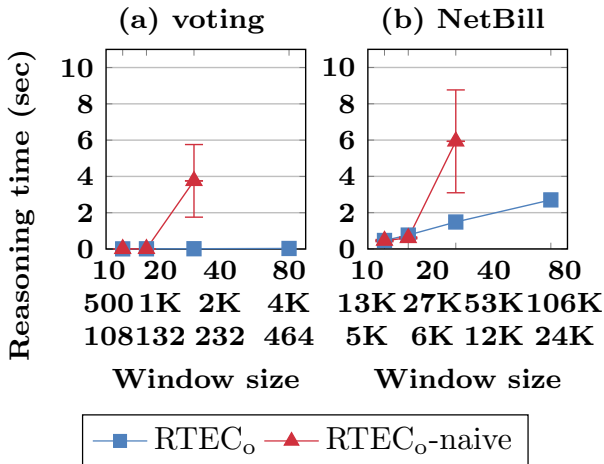 (a) voting (b) NetBill
Reasoning time (sec)
10 10
8 8
6 6
4 4
2 2
0 0
10 20 40 80 10 20 40 80
500 1K 2K 4K 13K 27K 53K 106K
108 132 232 464 5K 6K 12K 24K
Window size Window size
RTECₒ RTECₒ-naive